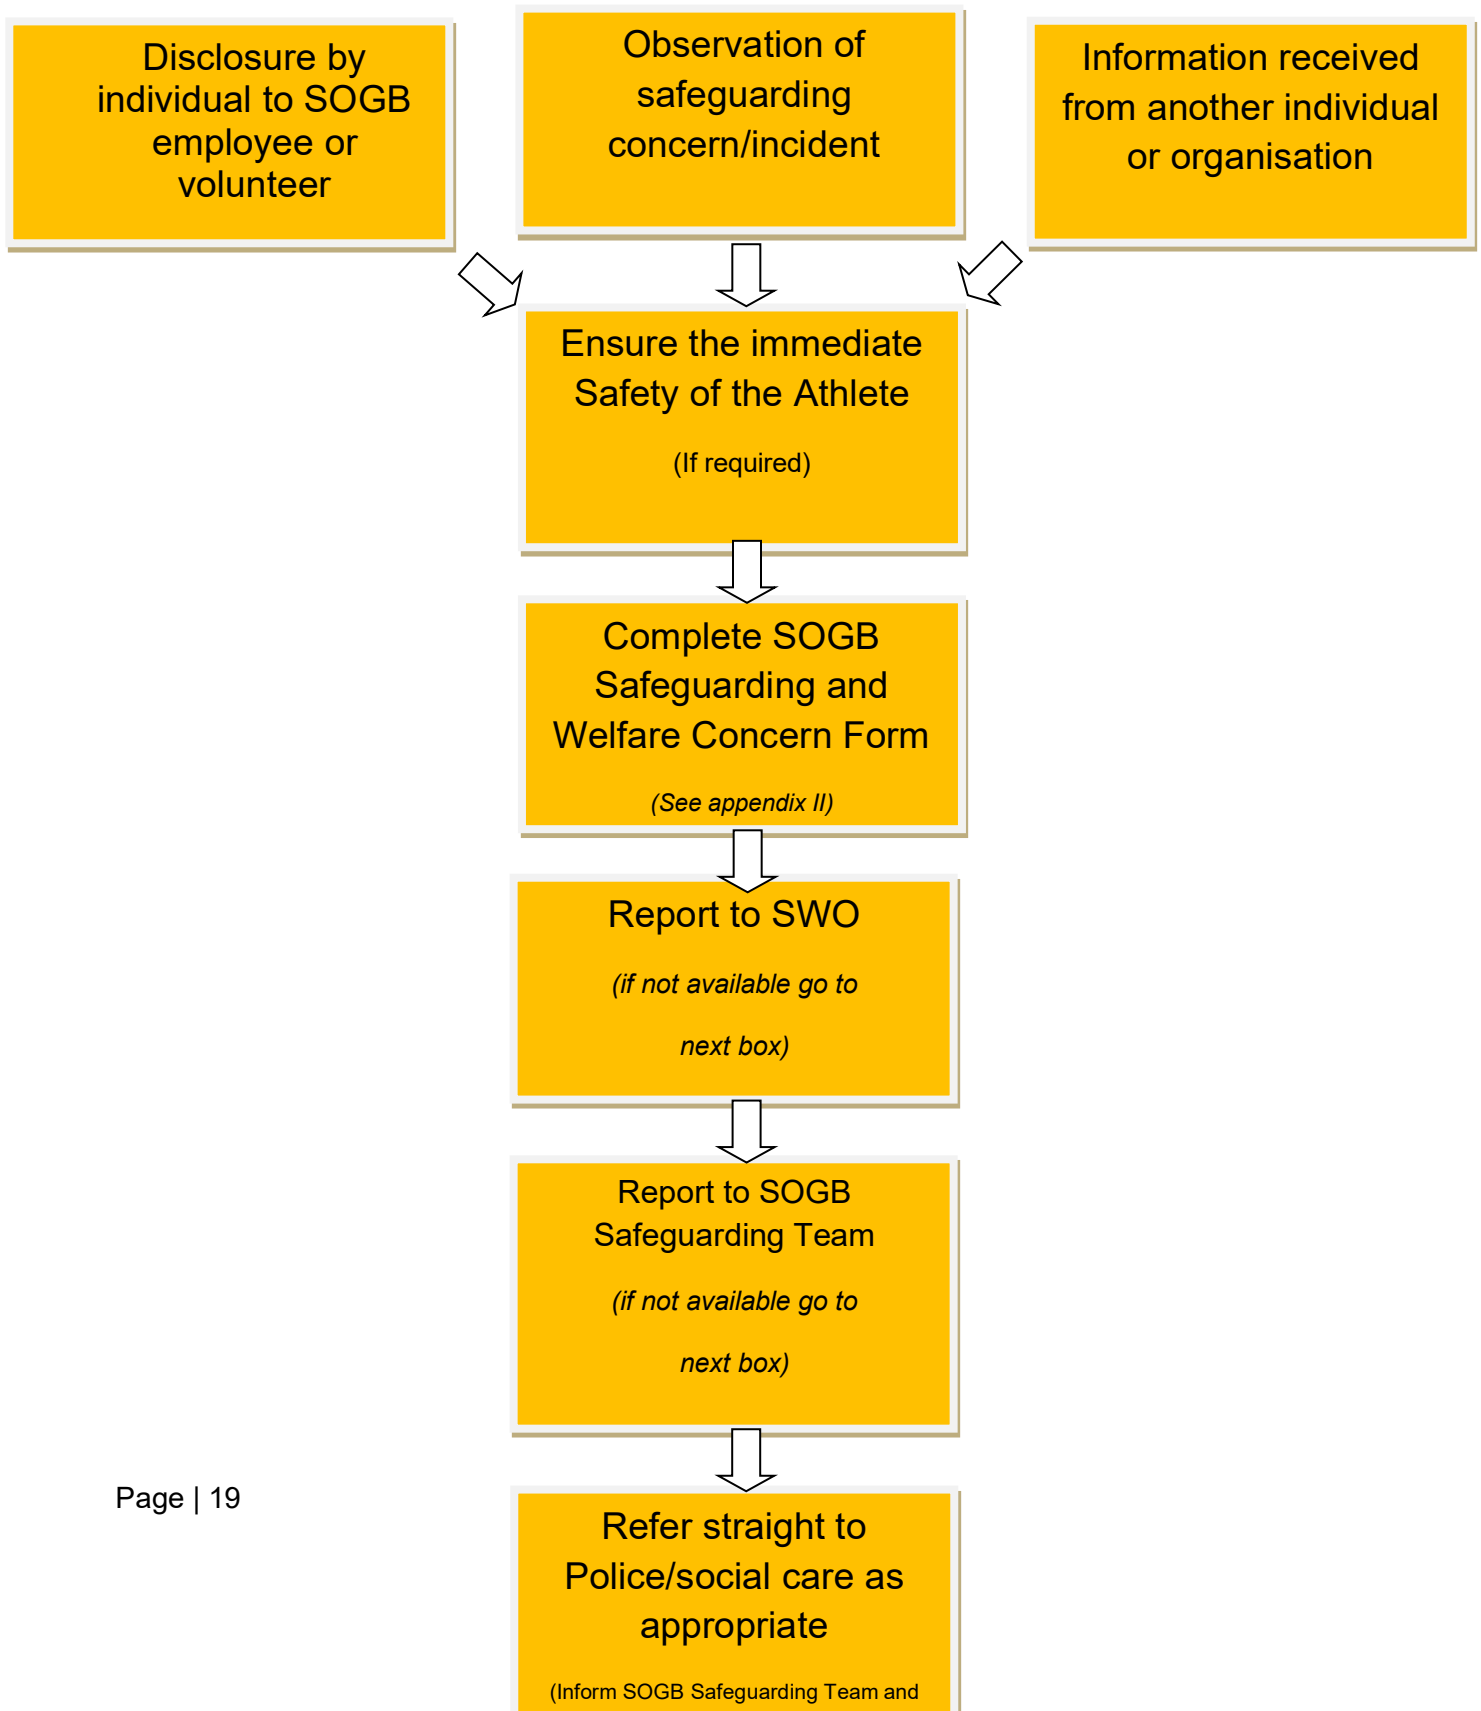 Disclosure by
individual to SOGB
employee or
volunteer
Observation of
safeguarding
concern/incident
Information received
from another individual
or organisation
Ensure the immediate
Safety of the Athlete
(If required)
Complete SOGB
Safeguarding and
Welfare Concern Form
(See appendix II)
Report to SWO
(if not available go to
next box)
Report to SOGB
Safeguarding Team
(if not available go to
next box)
Page | 19
Refer straight to
Police/social care as
appropriate
(Inform SOGB Safeguarding Team and